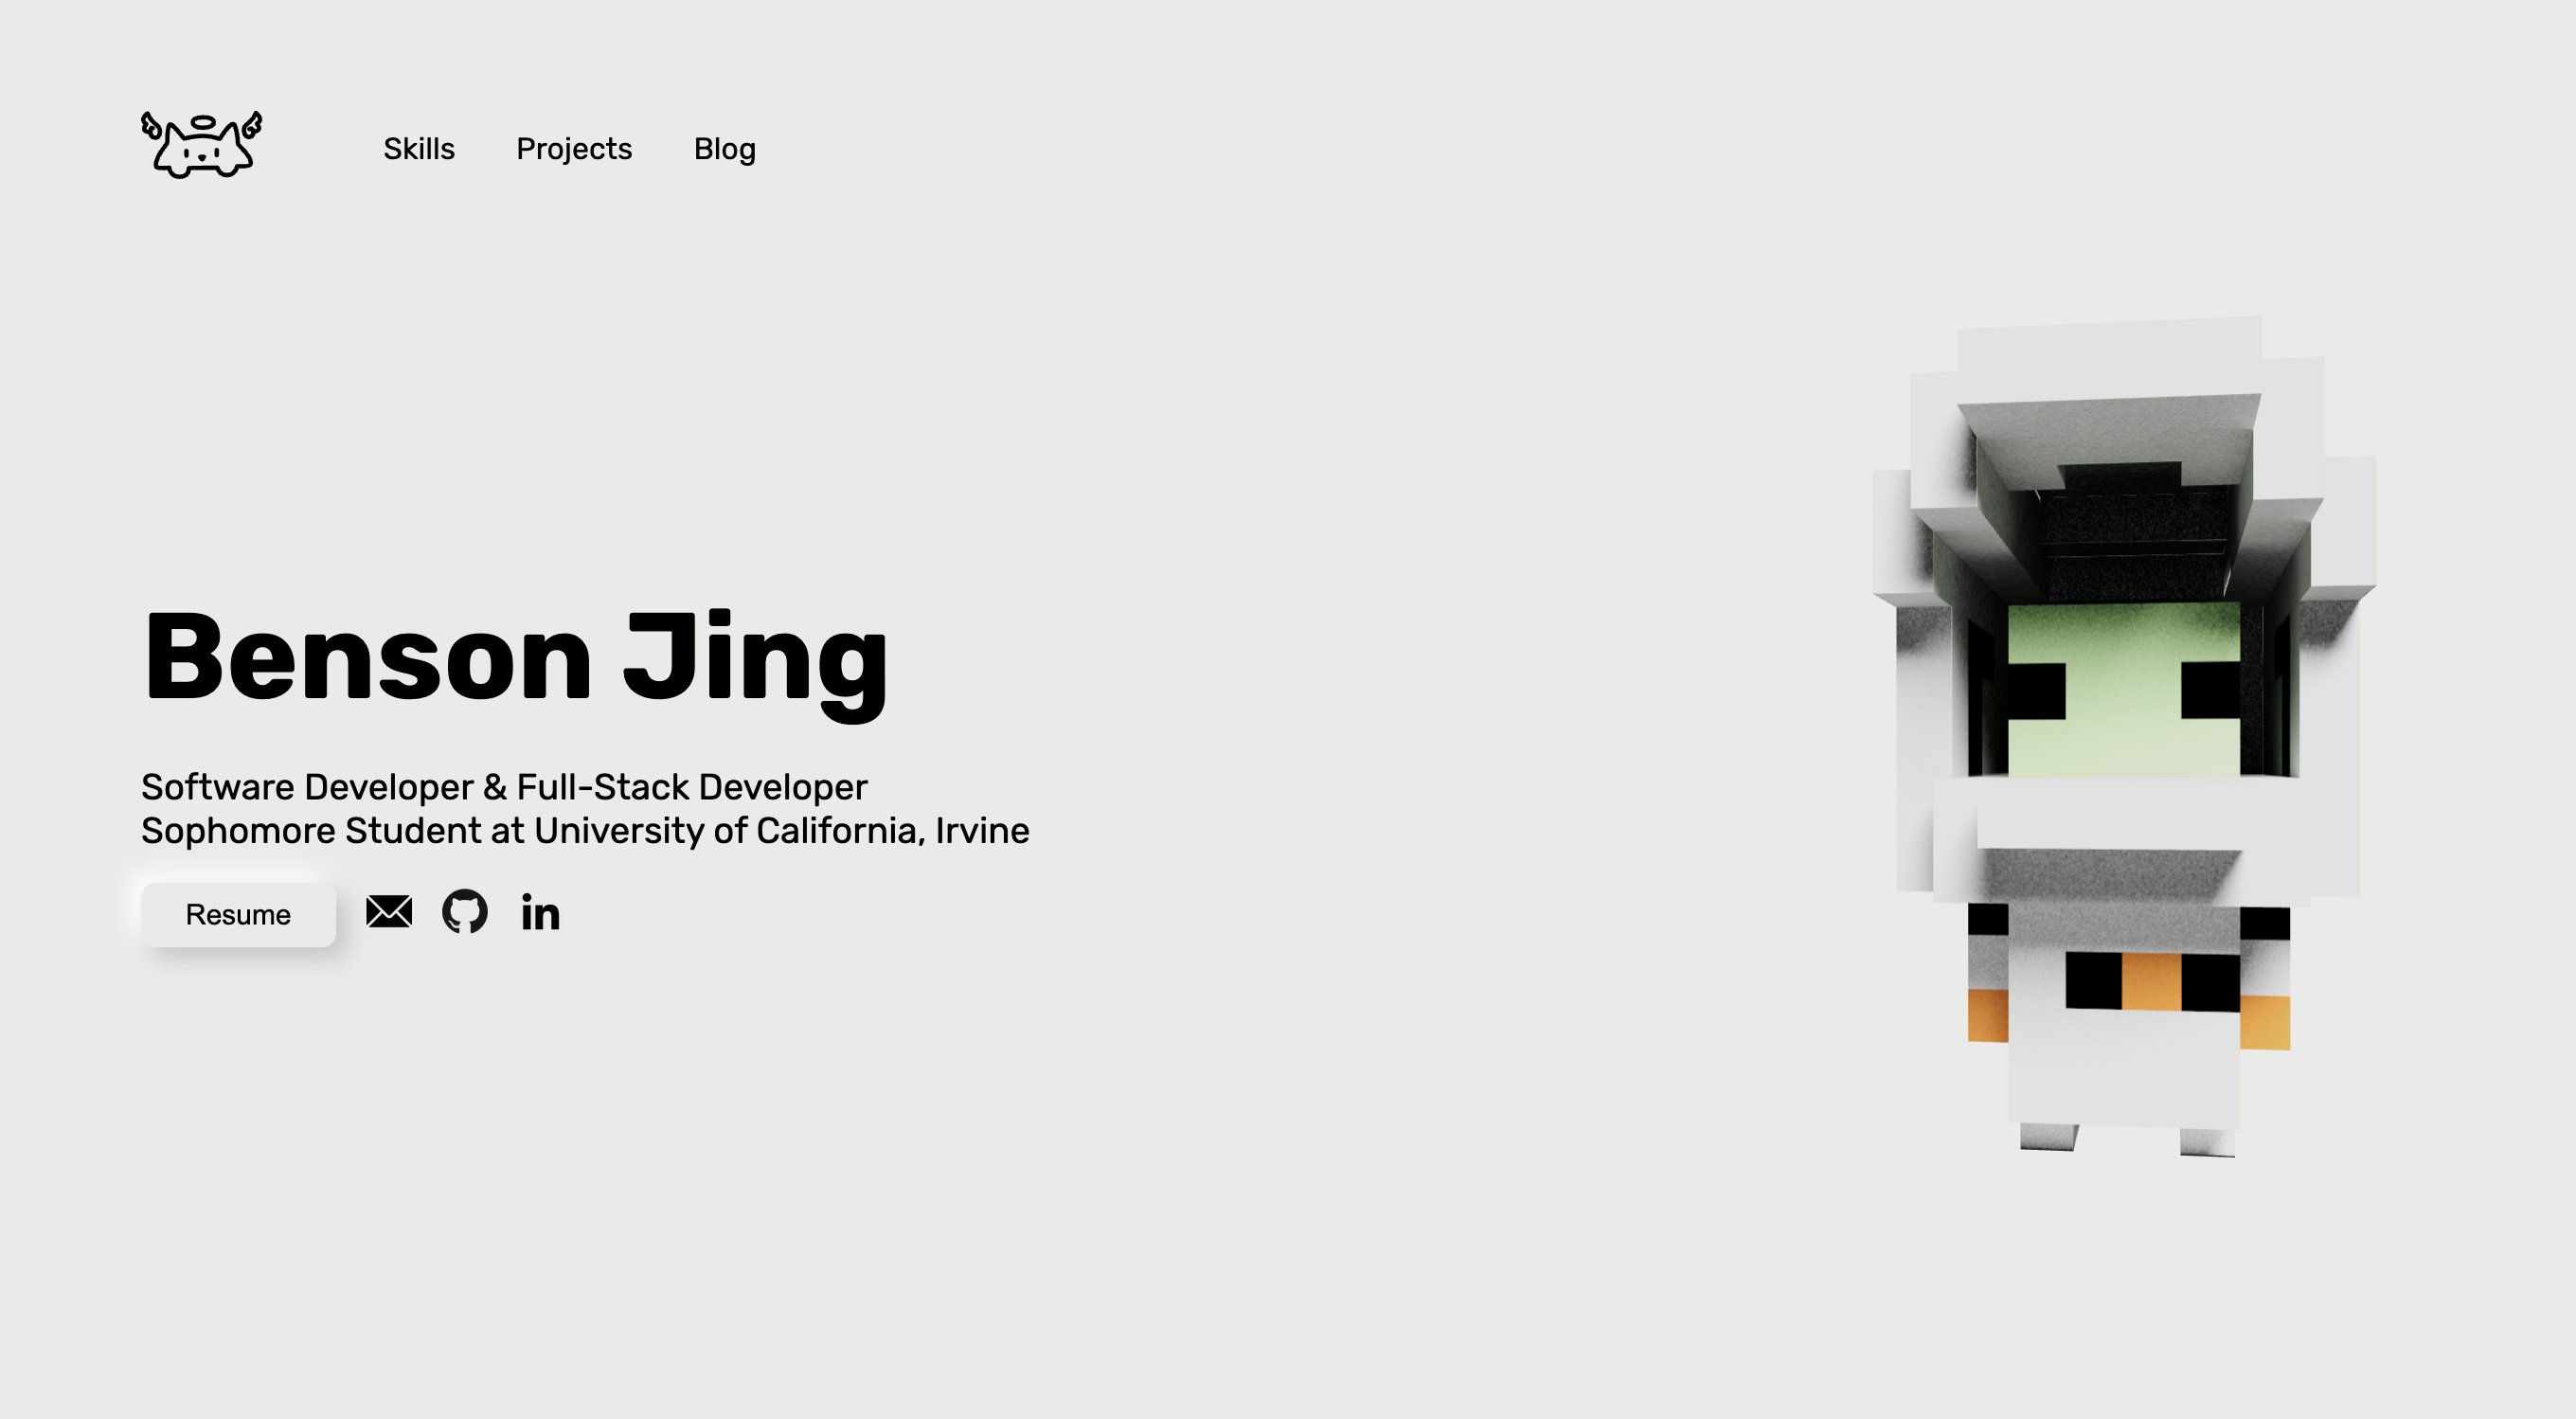 Skills Projects Blog
Benson Jing
Software Developer & Full-Stack Developer
Sophomore Student at University of California, Irvine
Resume
in